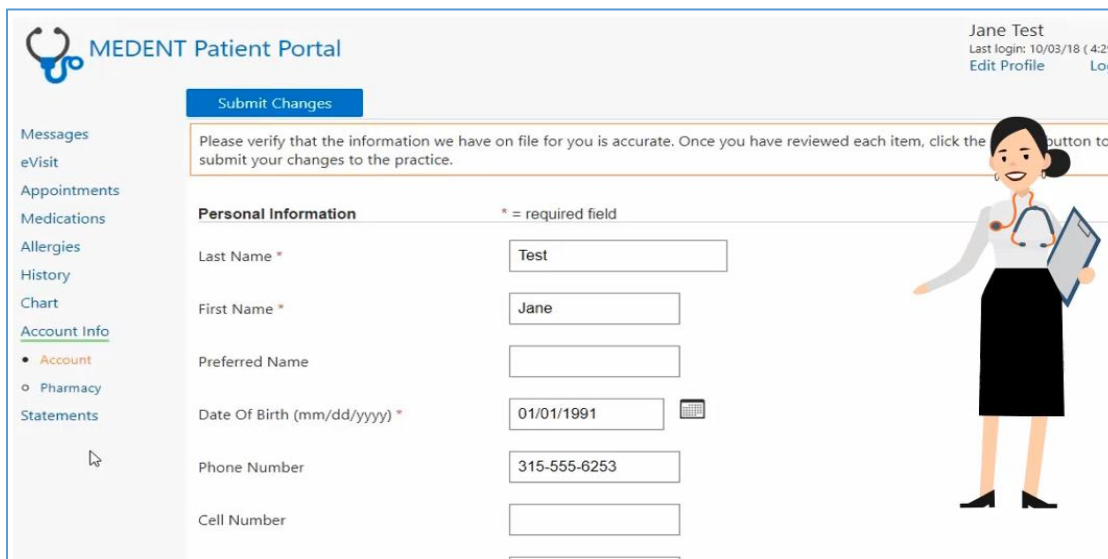 MEDENT Patient Portal
Jane Test
Last login: 10/03/18 ( 4:29
Edit Profile
Submit Changes
Messages
eVisit
Appointments
Medications
Allergies
History
Chart
Account Info
Account
Pharmacy
Statements
Please verify that the information we have on file for you is accurate. Once you have reviewed each item, click the button to
submit your changes to the practice.
Personal Information * = required field
Last Name * Test
First Name * Jane
Preferred Name
Date Of Birth (mm/dd/yyyy) * 01/01/1991
Phone Number 315-555-6253
Cell Number